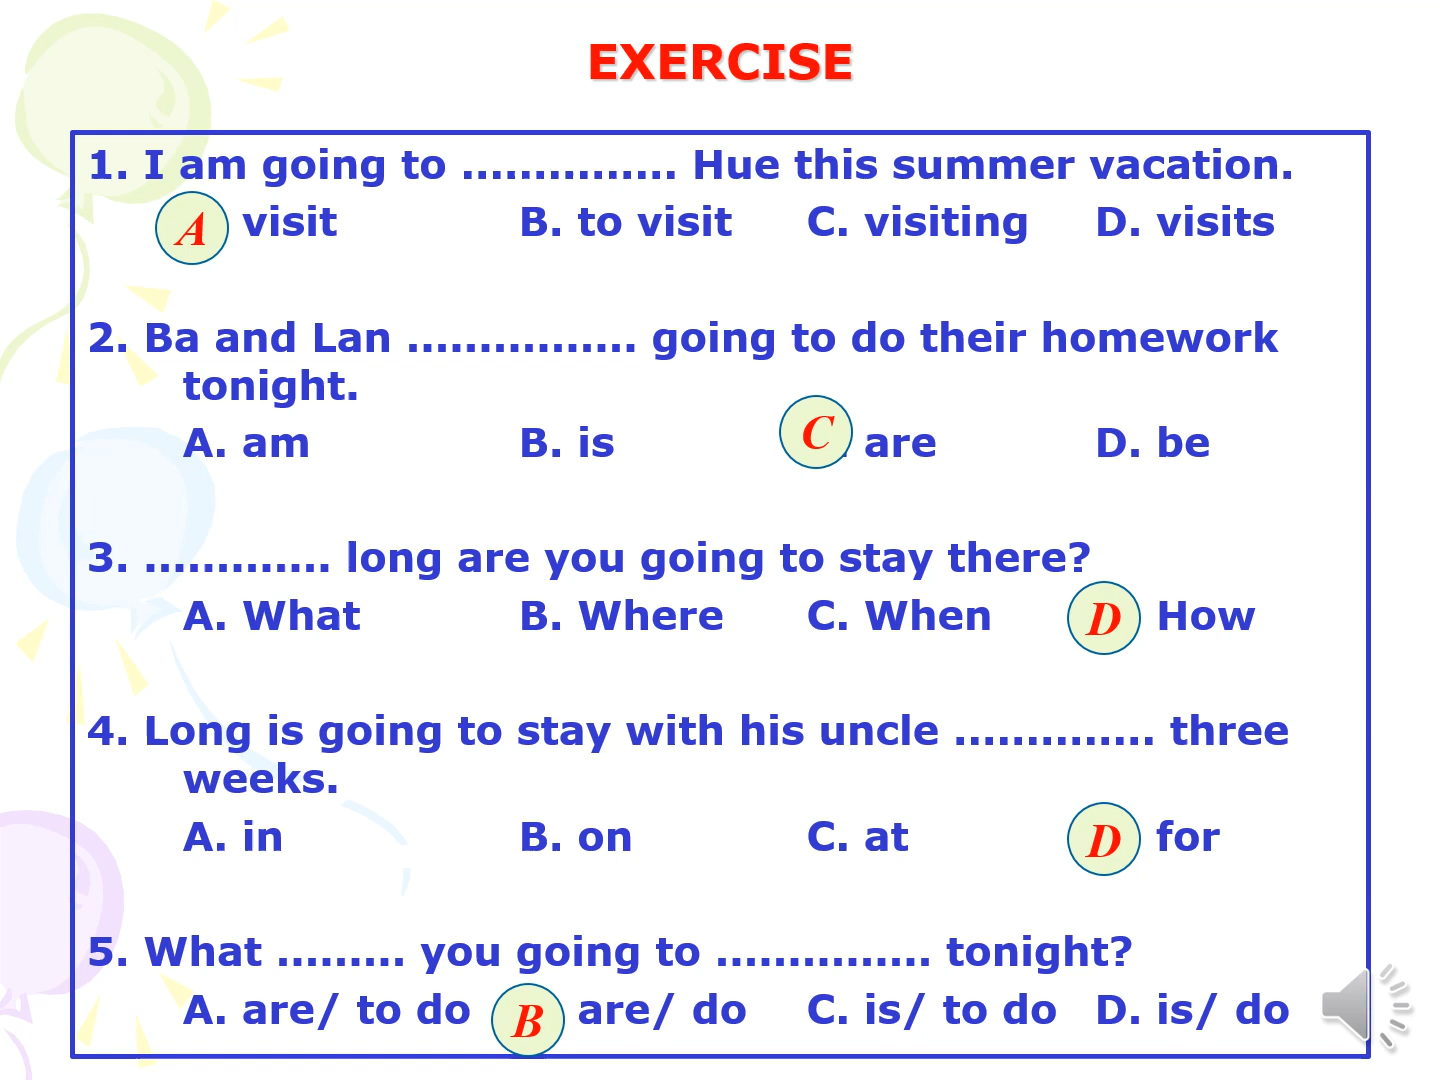 EXERCISE
1. I am going to …………… Hue this summer vacation.
A visit B. to visit C. visiting D. visits
2. Ba and Lan ……………. going to do their homework
tonight.
A. am B. is C are D. be
3. …………. long are you going to stay there?
A. What B. Where C. When D How
4. Long is going to stay with his uncle ………….. three
weeks.
A. in B. on C. at D for
5. What ……… you going to …………… tonight?
A. are/ to do B are/ do C. is/ to do D. is/ do